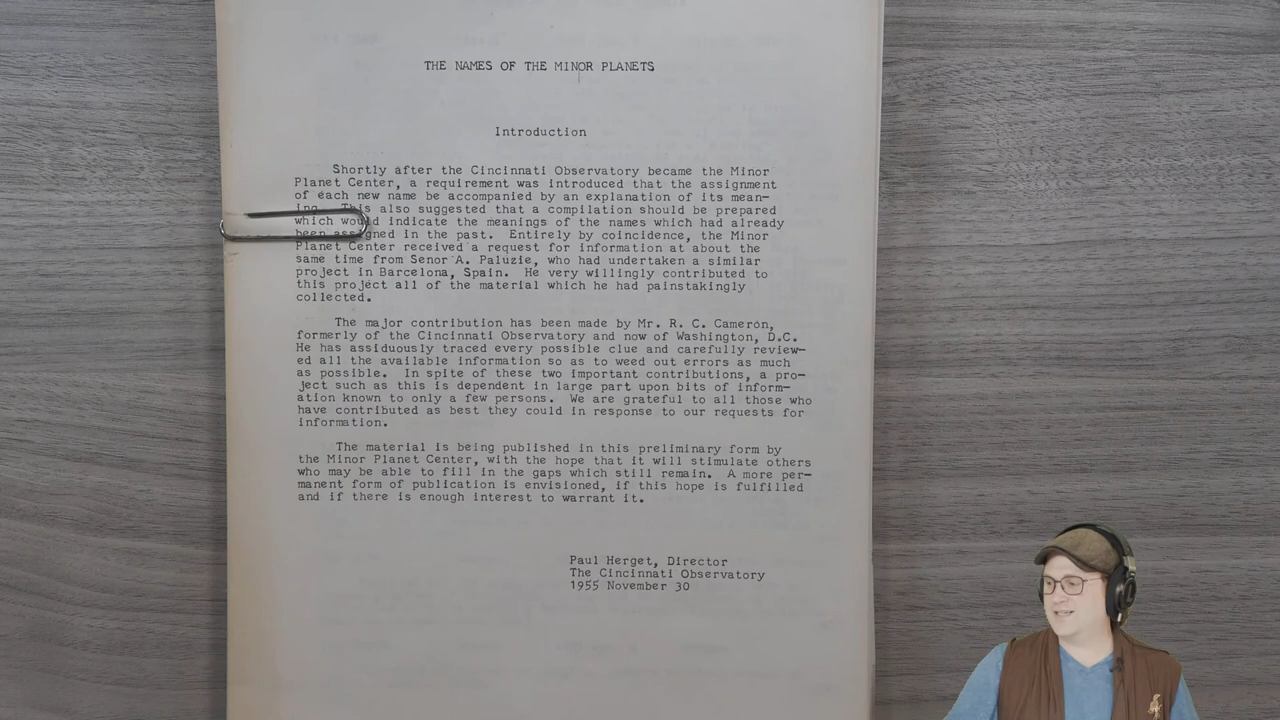 THE NAMES OF THE MINOR PLANETS
Introduction
Shortly after the Cincinnati Observatory became the Minor
Planet Center, a requirement was introduced that the assignment
of each new name be accompanied by an explanation of its mean-
ing. This also suggested that a compilation should be prepared
which would indicate the meanings of the names which had already
been assigned in the past. Entirely by coincidence, the Minor
Planet Center received a request for information at about the
same time from Senor A. Paluzie, who had undertaken a similar
project in Barcelona, Spain. He very willingly contributed to
this project all of the material which he had painstakingly
collected.
The major contribution has been made by Mr. R. C. Cameron,
formerly of the Cincinnati Observatory and now of Washington, D.C.
He has assiduously traced every possible clue and carefully review-
ed all the available information so as to weed out errors as much
as possible. In spite of these two important contributions, a pro-
ject such as this is dependent in large part upon bits of inform-
ation known to only a few persons. We are grateful to all those who
have contributed as best they could in response to our requests for
information.
The material is being published in this preliminary form by
the Minor Planet Center, with the hope that it will stimulate others
who may be able to fill in the gaps which still remain. A more per-
manent form of publication is envisioned, if this hope is fulfilled
and if there is enough interest to warrant it.
Paul Herget, Director
The Cincinnati Observatory
1955 November 30